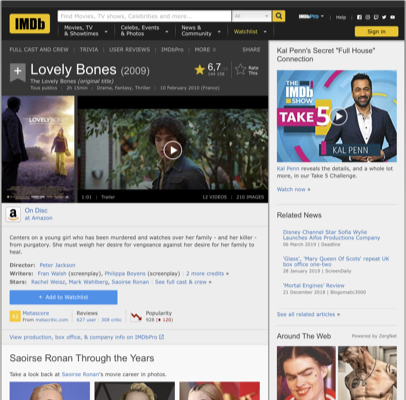 IMDb
Find Movies, TV shows, Celebrities and more...
All
IMDbPro
Help
Movies, TV & Showtimes
Celebs, Events & Photos
News & Community
Watchlist
Sign in
FULL CAST AND CREW | TRIVIA | USER REVIEWS | IMDbPro | MORE
SHARE
Lovely Bones (2009)
The Lovely Bones (original title)
Tous publics | 2h 15min | Drama, Fantasy, Thriller | 10 February 2010 (France)
6,7
Rate This
1:01 | Trailer
12 VIDEOS | 210 IMAGES
On Disc
at Amazon
Centers on a young girl who has been murdered and watches over her family - and her killer - from purgatory. She must weigh her desire for vengeance against her desire for her family to heal.
Director: Peter Jackson
Writers: Fran Walsh (screenplay), Philippa Boyens (screenplay) | 2 more credits »
Stars: Rachel Weisz, Mark Wahlberg, Saoirse Ronan | See full cast & crew »
+ Add to Watchlist
Metascore
From metacritic.com
Reviews
627 user | 308 critic
Popularity
View production, box office, & company info on IMDbPro
Saoirse Ronan Through the Years
Take a look back at Saoirse Ronan's movie career in photos.
Kal Penn's Secret "Full House" Connection
THE IMDb SHOW
TAKE 5
KAL PENN
Kal Penn reveals the details, and a whole lot more, in our Take 5 Challenge.
Watch now »
Related News
Disney Channel Star Sofia Wylie Launches AiFos Productions Company
06 March 2019 | Deadline
'Glass', 'Mary Queen Of Scots' repeat UK box office one-two
28 January 2019 | ScreenDaily
'Mortal Engines' Review
21 December 2018 | Blogomatic3000
See all related articles »
Around The Web
Powered by ZergNet